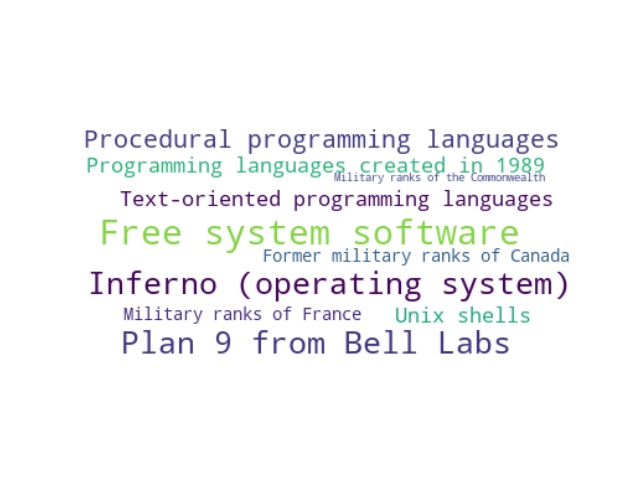 Procedural programming languages
Programming languages created in 1989
Military ranks of the Commonwealth
Text-oriented programming languages
Free system software
Former military ranks of Canada
Inferno (operating system)
Military ranks of France
Unix shells
Plan 9 from Bell Labs